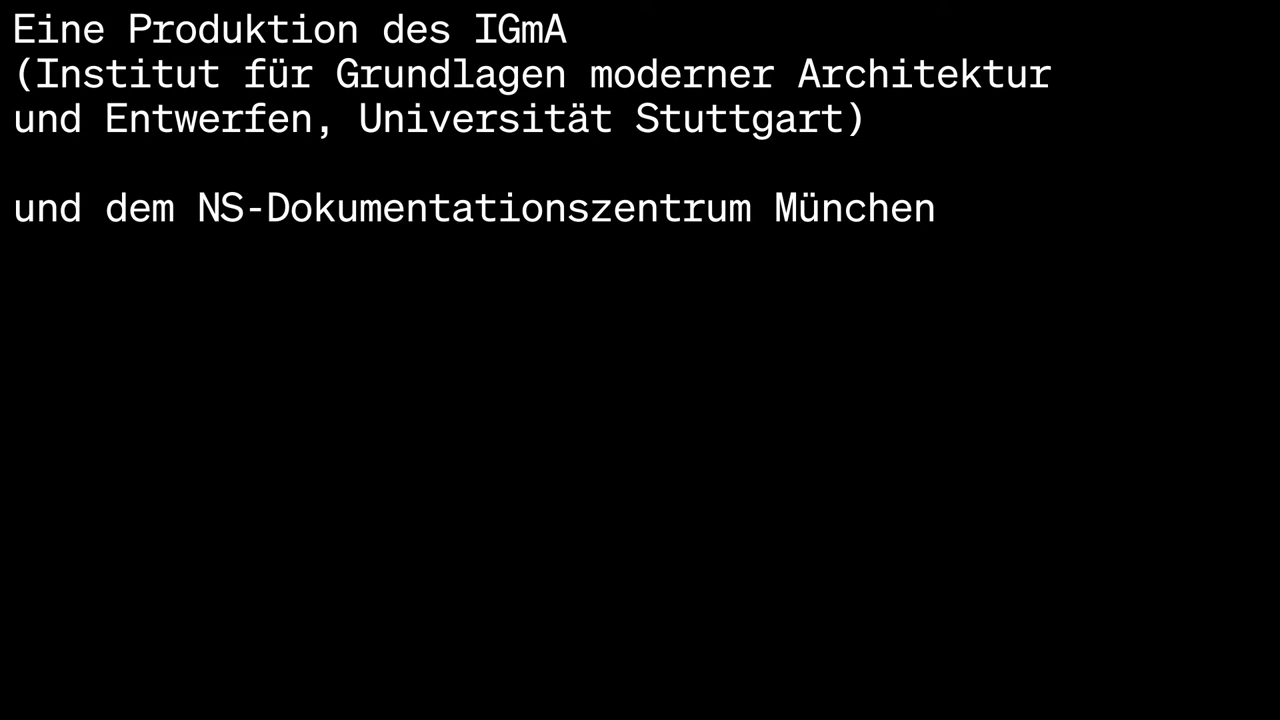 Eine Produktion des IGmA
(Institut für Grundlagen moderner Architektur
und Entwerfen, Universität Stuttgart)
und dem NS-Dokumentationszentrum München